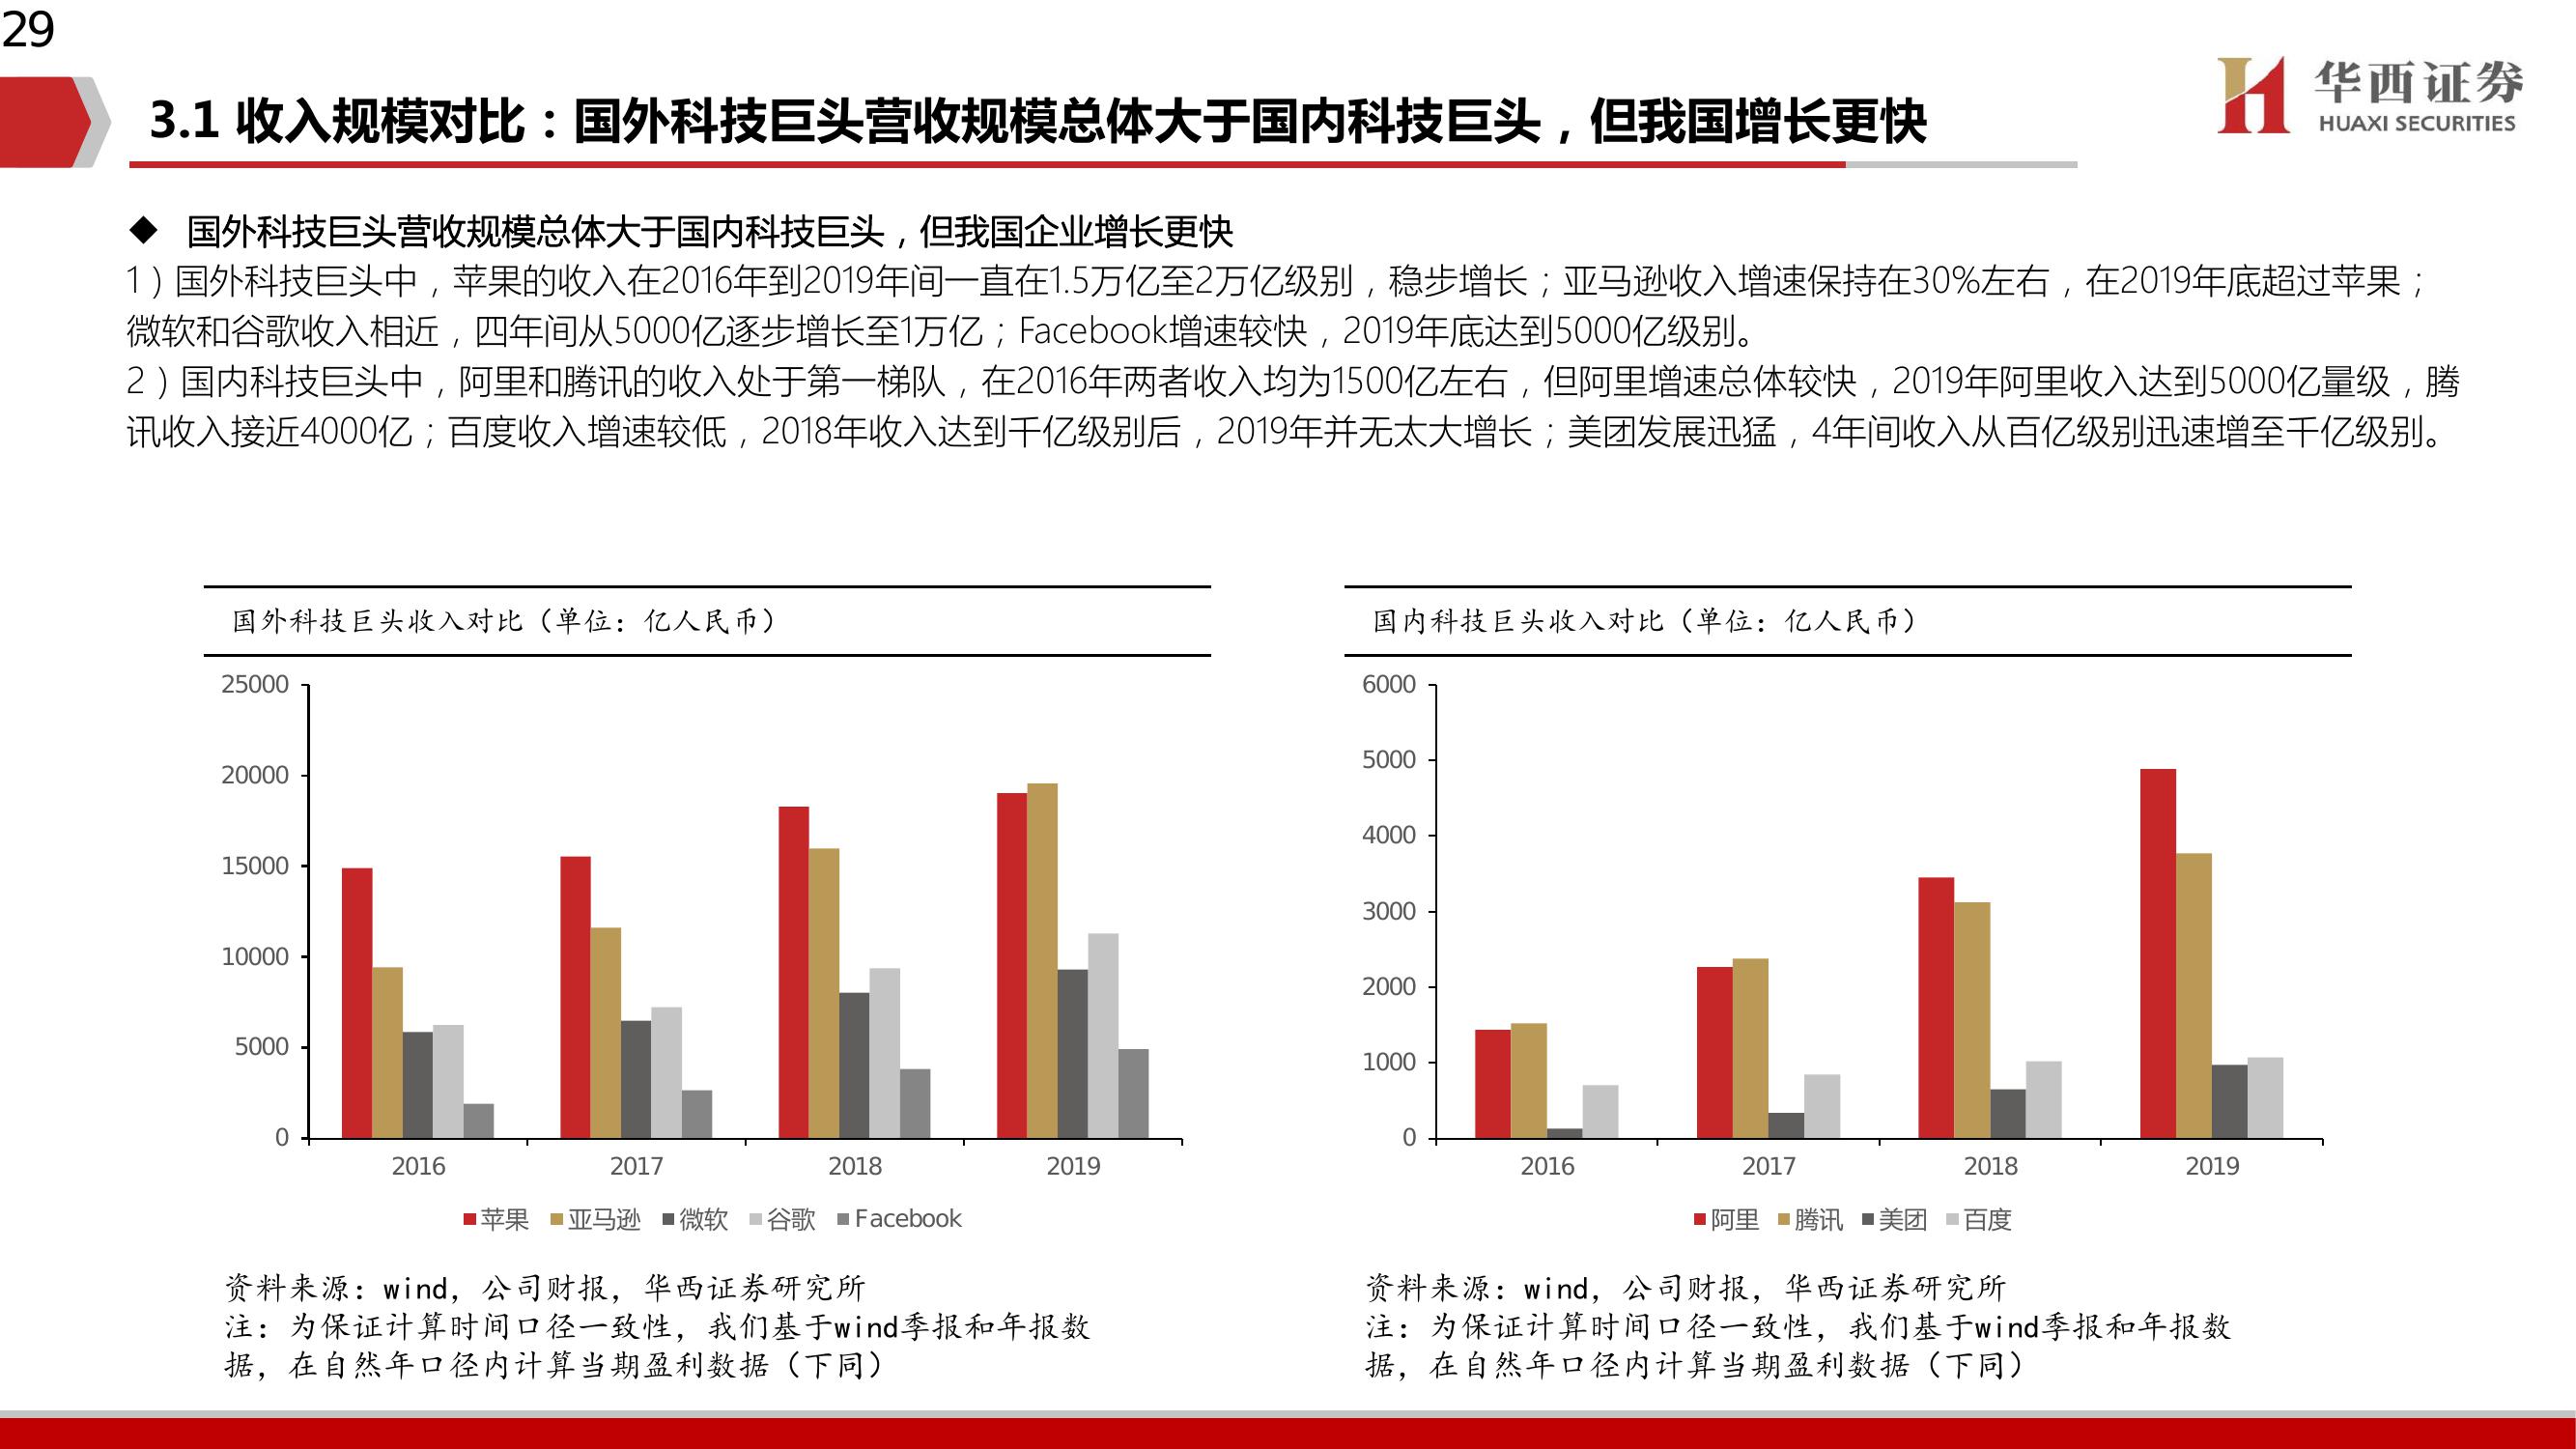 29
3.1 收入规模对比：国外科技巨头营收规模总体大于国内科技巨头，但我国增长更快
华西证券
HUAXI SECURITIES
◆ 国外科技巨头营收规模总体大于国内科技巨头，但我国企业增长更快
1）国外科技巨头中，苹果的收入在2016年到2019年间一直在1.5万亿至2万亿级别，稳步增长；亚马逊收入增速保持在30%左右，在2019年底超过苹果；
微软和谷歌收入相近，四年间从5000亿逐步增长至1万亿；Facebook增速较快，2019年底达到5000亿级别。
2）国内科技巨头中，阿里和腾讯的收入处于第一梯队，在2016年两者收入均为1500亿左右，但阿里增速总体较快，2019年阿里收入达到5000亿量级，腾
讯收入接近4000亿；百度收入增速较低，2018年收入达到千亿级别后，2019年并无太大增长；美团发展迅猛，4年间收入从百亿级别迅速增至千亿级别。
国外科技巨头收入对比（单位：亿人民币）
25000
20000
15000
10000
5000
0
2016 2017 2018 2019
苹果 亚马逊 微软 谷歌 Facebook
资料来源：wind，公司财报，华西证券研究所
注：为保证计算时间口径一致性，我们基于wind季报和年报数
据，在自然年口径内计算当期盈利数据（下同）
国内科技巨头收入对比（单位：亿人民币）
6000
5000
4000
3000
2000
1000
0
2016 2017 2018 2019
阿里 腾讯 美团 百度
资料来源：wind，公司财报，华西证券研究所
注：为保证计算时间口径一致性，我们基于wind季报和年报数
据，在自然年口径内计算当期盈利数据（下同）